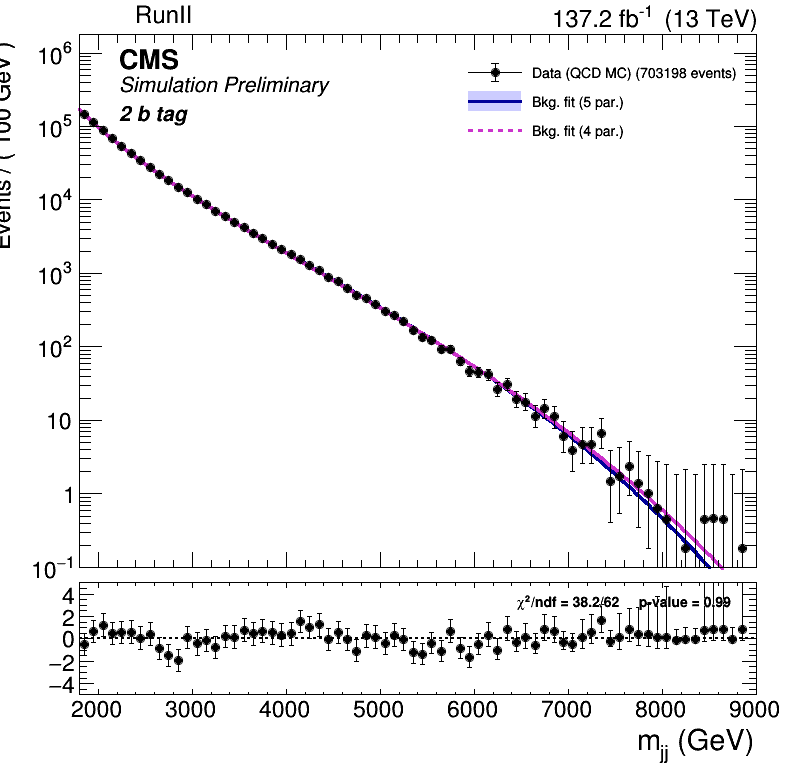 RunII
137.2 fb⁻¹ (13 TeV)
CMS
Simulation Preliminary
2 b tag
Data (QCD MC) (703198 events)
Bkg. fit (5 par.)
Bkg. fit (4 par.)
Events / ( 100 GeV )
10⁶
10⁵
10⁴
10³
10²
10
1
10⁻¹
χ²/ndf = 38.2/62 p-value = 0.99
4
2
0
−2
−4
2000 3000 4000 5000 6000 7000 8000 9000
m_jj (GeV)